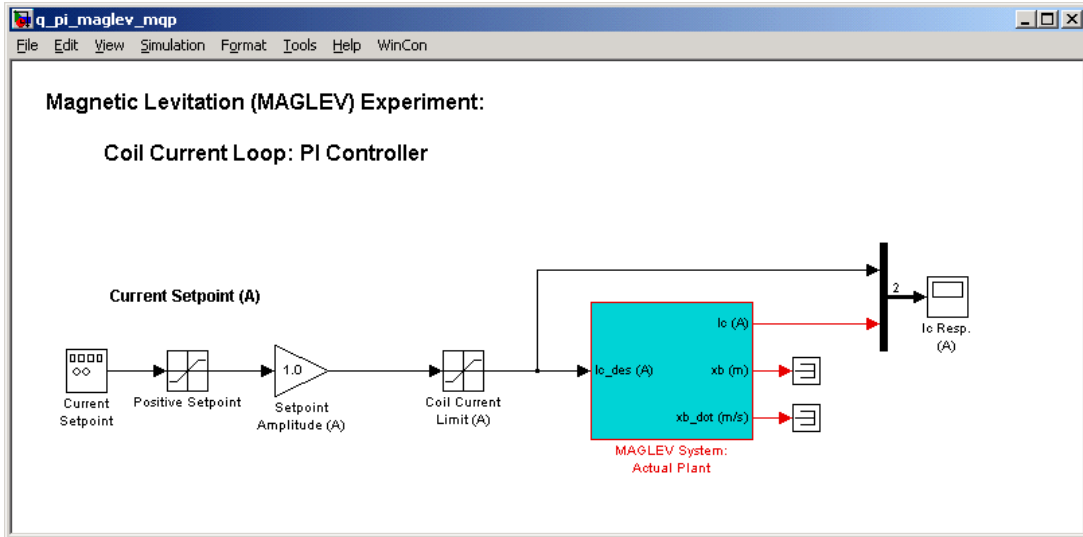 q_pi_maglev_mqp
File Edit View Simulation Format Tools Help WinCon
Magnetic Levitation (MAGLEV) Experiment:
Coil Current Loop: PI Controller
Current Setpoint (A)
Current
Setpoint
Positive Setpoint
1.0
Setpoint
Amplitude (A)
Coil Current
Limit (A)
Ic_des (A)
Ic (A)
xb (m)
xb_dot (m/s)
MAGLEV System:
Actual Plant
2
Ic Resp.
(A)